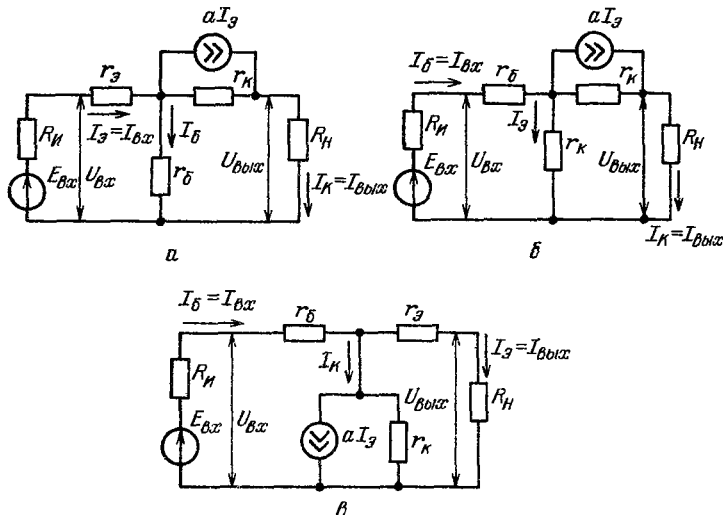 aIэ
rэ
rк
Rи
Iэ=Iвх
Iб
Eвх
Uвх
rб
Uвых
Rн
Iк=Iвых
а
aIэ
Iб=Iвх
rб
rк
Rи
Iэ
Eвх
Uвх
rк
Uвых
Rн
Iк=Iвых
б
Iб=Iвх
rб
rэ
Iк
Iэ=Iвых
Rи
Eвх
Uвх
aIэ
rк
Uвых
Rн
в